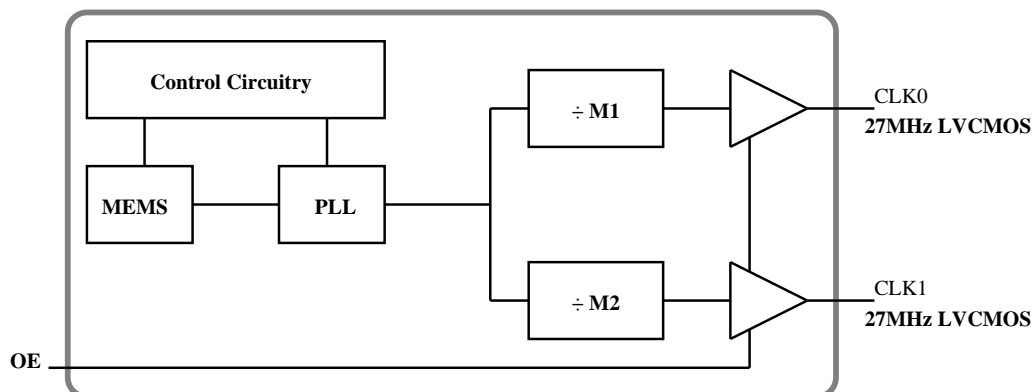 Control Circuitry
÷ M1
CLK0
27MHz LVCMOS
MEMS
PLL
÷ M2
CLK1
27MHz LVCMOS
OE